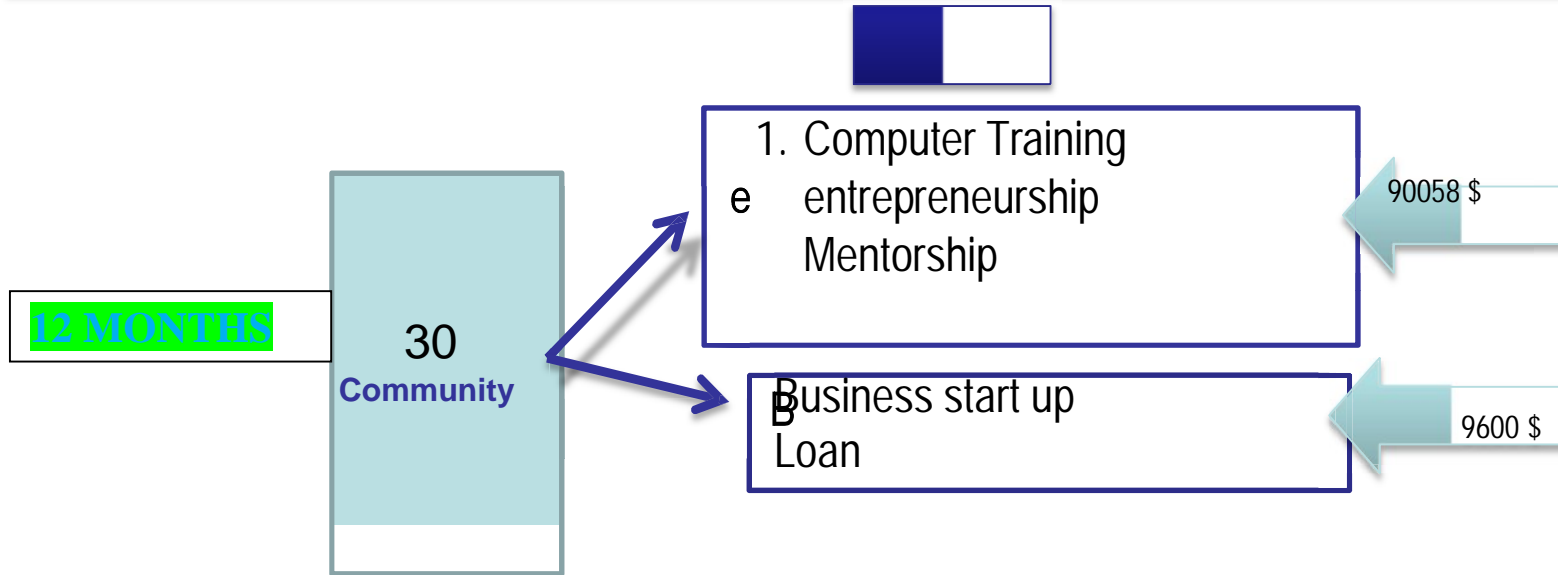 12 MONTHS
30
Community
1. Computer Training
e entrepreneurship
Mentorship
90058 $
B Business start up
Loan
9600 $